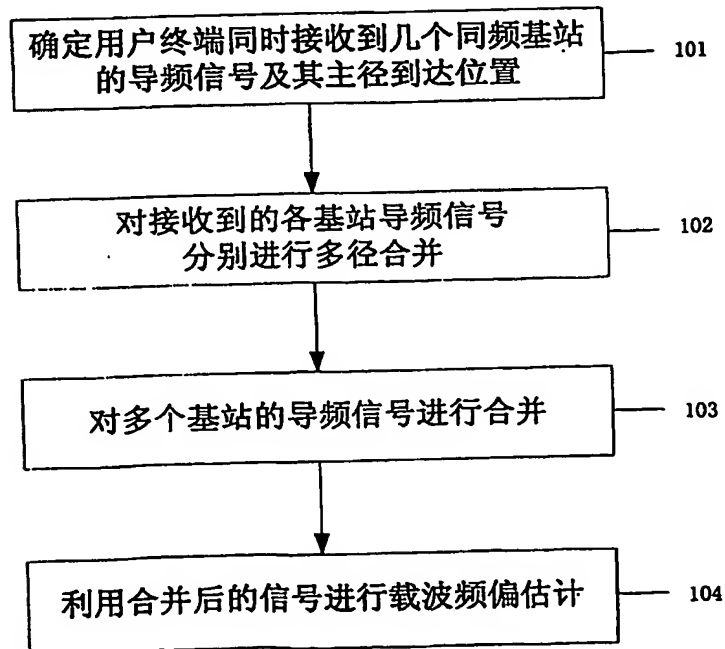 确定用户终端同时接收到几个同频基站
的导频信号及其主径到达位置
101
对接收到的各基站导频信号
分别进行多径合并
102
对多个基站的导频信号进行合并
103
利用合并后的信号进行载波频偏估计
104